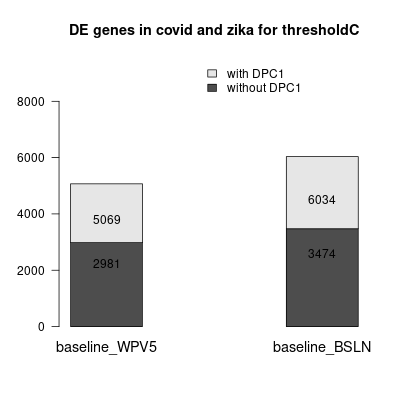 DE genes in covid and zika for thresholdC
with DPC1
without DPC1
8000
6000
4000
2000
0
5069
2981
6034
3474
baseline_WPV5
baseline_BSLN